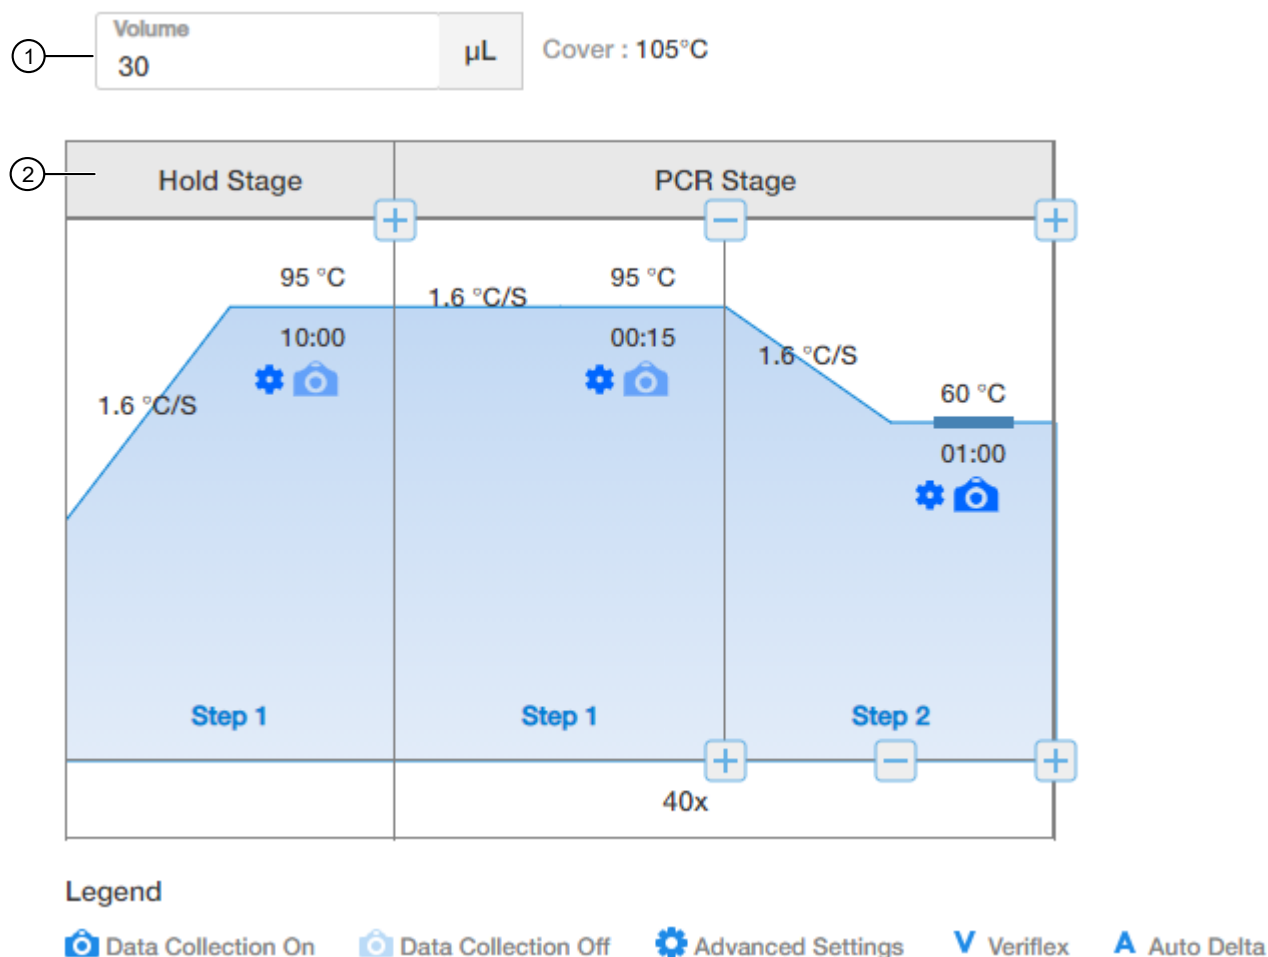 Volume
1
30
µL
Cover : 105°C
2
Hold Stage
PCR Stage
95 °C
1.6 °C/S
95 °C
10:00
00:15
1.6 °C/S
1.6 °C/S
60 °C
01:00
Step 1
Step 1
Step 2
40x
Legend
Data Collection On
Data Collection Off
Advanced Settings
V Veriflex
A Auto Delta